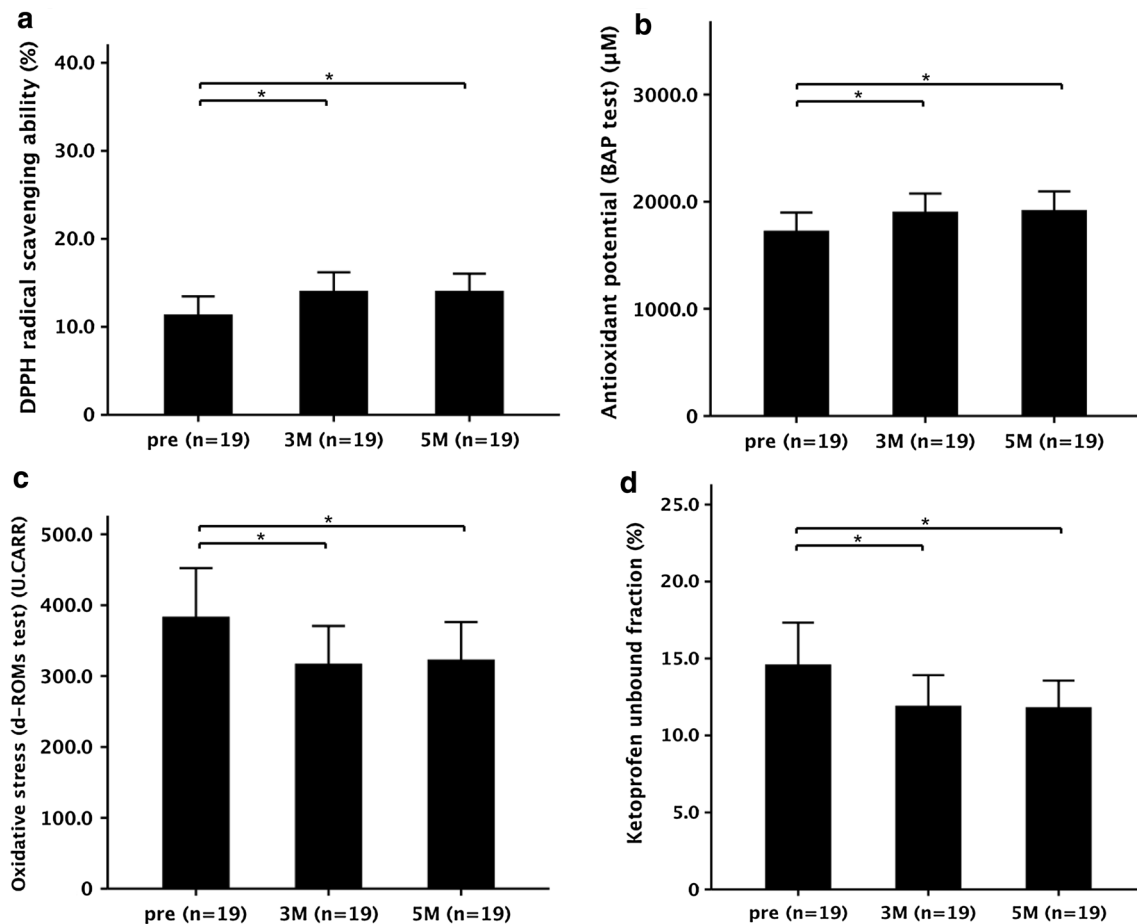 a
DPPH radical scavenging ability (%)
40.0
30.0
20.0
10.0
0
*
*
pre (n=19) 3M (n=19) 5M (n=19)
b
Antioxidant potential (BAP test) (μM)
3000.0
2000.0
1000.0
0
*
*
pre (n=19) 3M (n=19) 5M (n=19)
c
Oxidative stress (d-ROMs test) (U.CARR)
500.0
400.0
300.0
200.0
100.0
0
*
*
pre (n=19) 3M (n=19) 5M (n=19)
d
Ketoprofen unbound fraction (%)
25.0
20.0
15.0
10.0
5.0
0
*
*
pre (n=19) 3M (n=19) 5M (n=19)